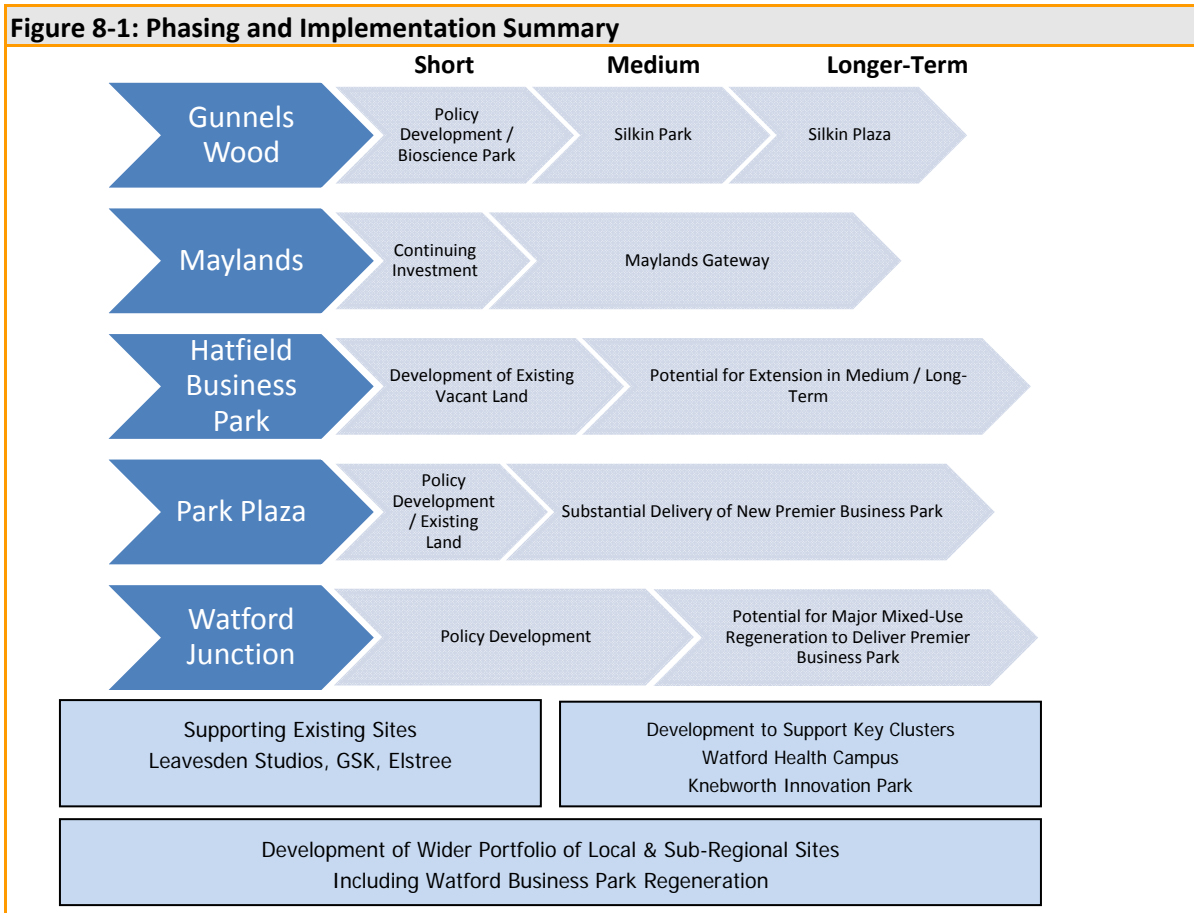 Figure 8-1: Phasing and Implementation Summary
Short Medium Longer-Term
Gunnels
Wood
Policy
Development /
Bioscience Park
Silkin Park
Silkin Plaza
Maylands
Continuing
Investment
Maylands Gateway
Hatfield
Business
Park
Development of Existing
Vacant Land
Potential for Extension in Medium / Long-
Term
Park Plaza
Policy
Development
/ Existing
Land
Substantial Delivery of New Premier Business Park
Watford
Junction
Policy Development
Potential for Major Mixed-Use
Regeneration to Deliver Premier
Business Park
Supporting Existing Sites
Leavesden Studios, GSK, Elstree
Development to Support Key Clusters
Watford Health Campus
Knebworth Innovation Park
Development of Wider Portfolio of Local & Sub-Regional Sites
Including Watford Business Park Regeneration